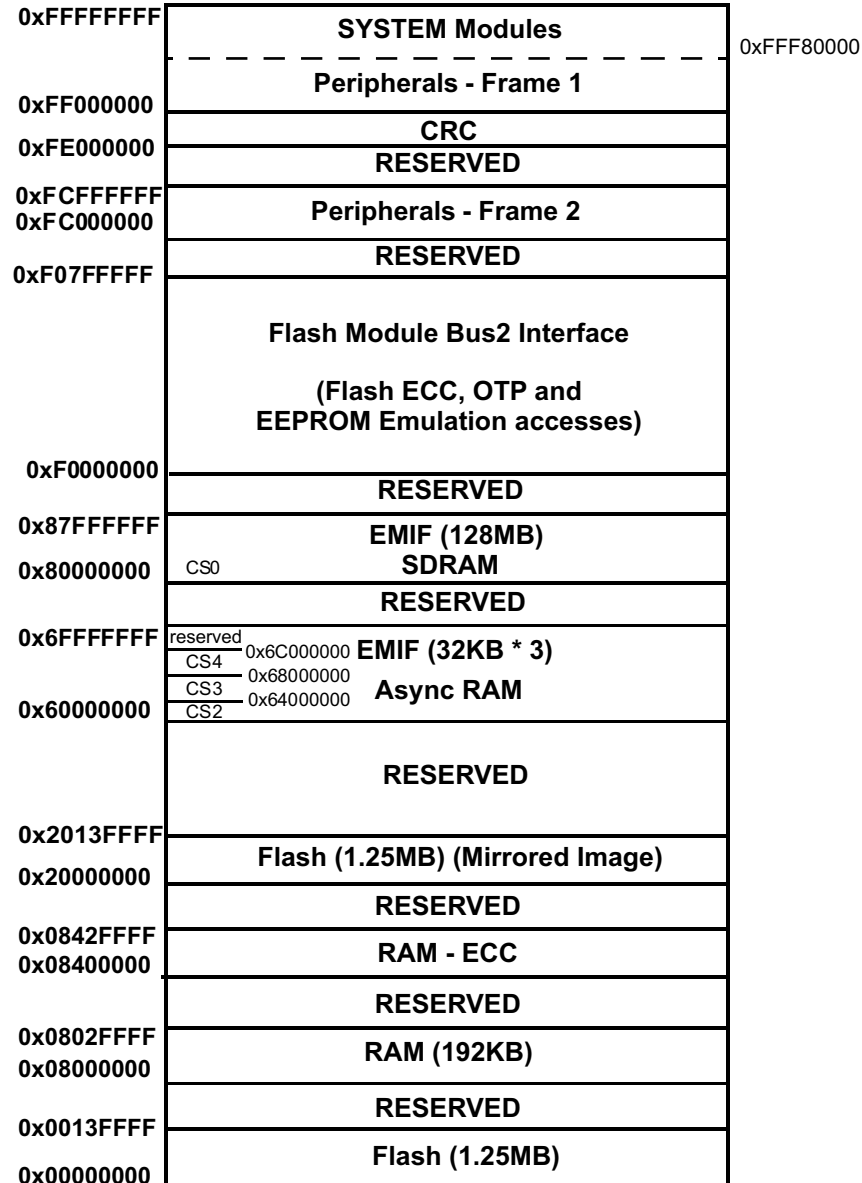 0xFFFFFFFF
SYSTEM Modules
0xFFF80000
Peripherals - Frame 1
0xFF000000
CRC
0xFE000000
RESERVED
0xFCFFFFFF
Peripherals - Frame 2
0xFC000000
RESERVED
0xF07FFFFF
Flash Module Bus2 Interface
(Flash ECC, OTP and
EEPROM Emulation accesses)
0xF0000000
RESERVED
0x87FFFFFF
EMIF (128MB)
0x80000000
CS0
SDRAM
RESERVED
0x6FFFFFFF
reserved
0x6C000000
EMIF (32KB * 3)
CS4
0x68000000
CS3
Async RAM
0x64000000
0x60000000
CS2
RESERVED
0x2013FFFF
Flash (1.25MB) (Mirrored Image)
0x20000000
RESERVED
0x0842FFFF
RAM - ECC
0x08400000
RESERVED
0x0802FFFF
RAM (192KB)
0x08000000
RESERVED
0x0013FFFF
Flash (1.25MB)
0x00000000